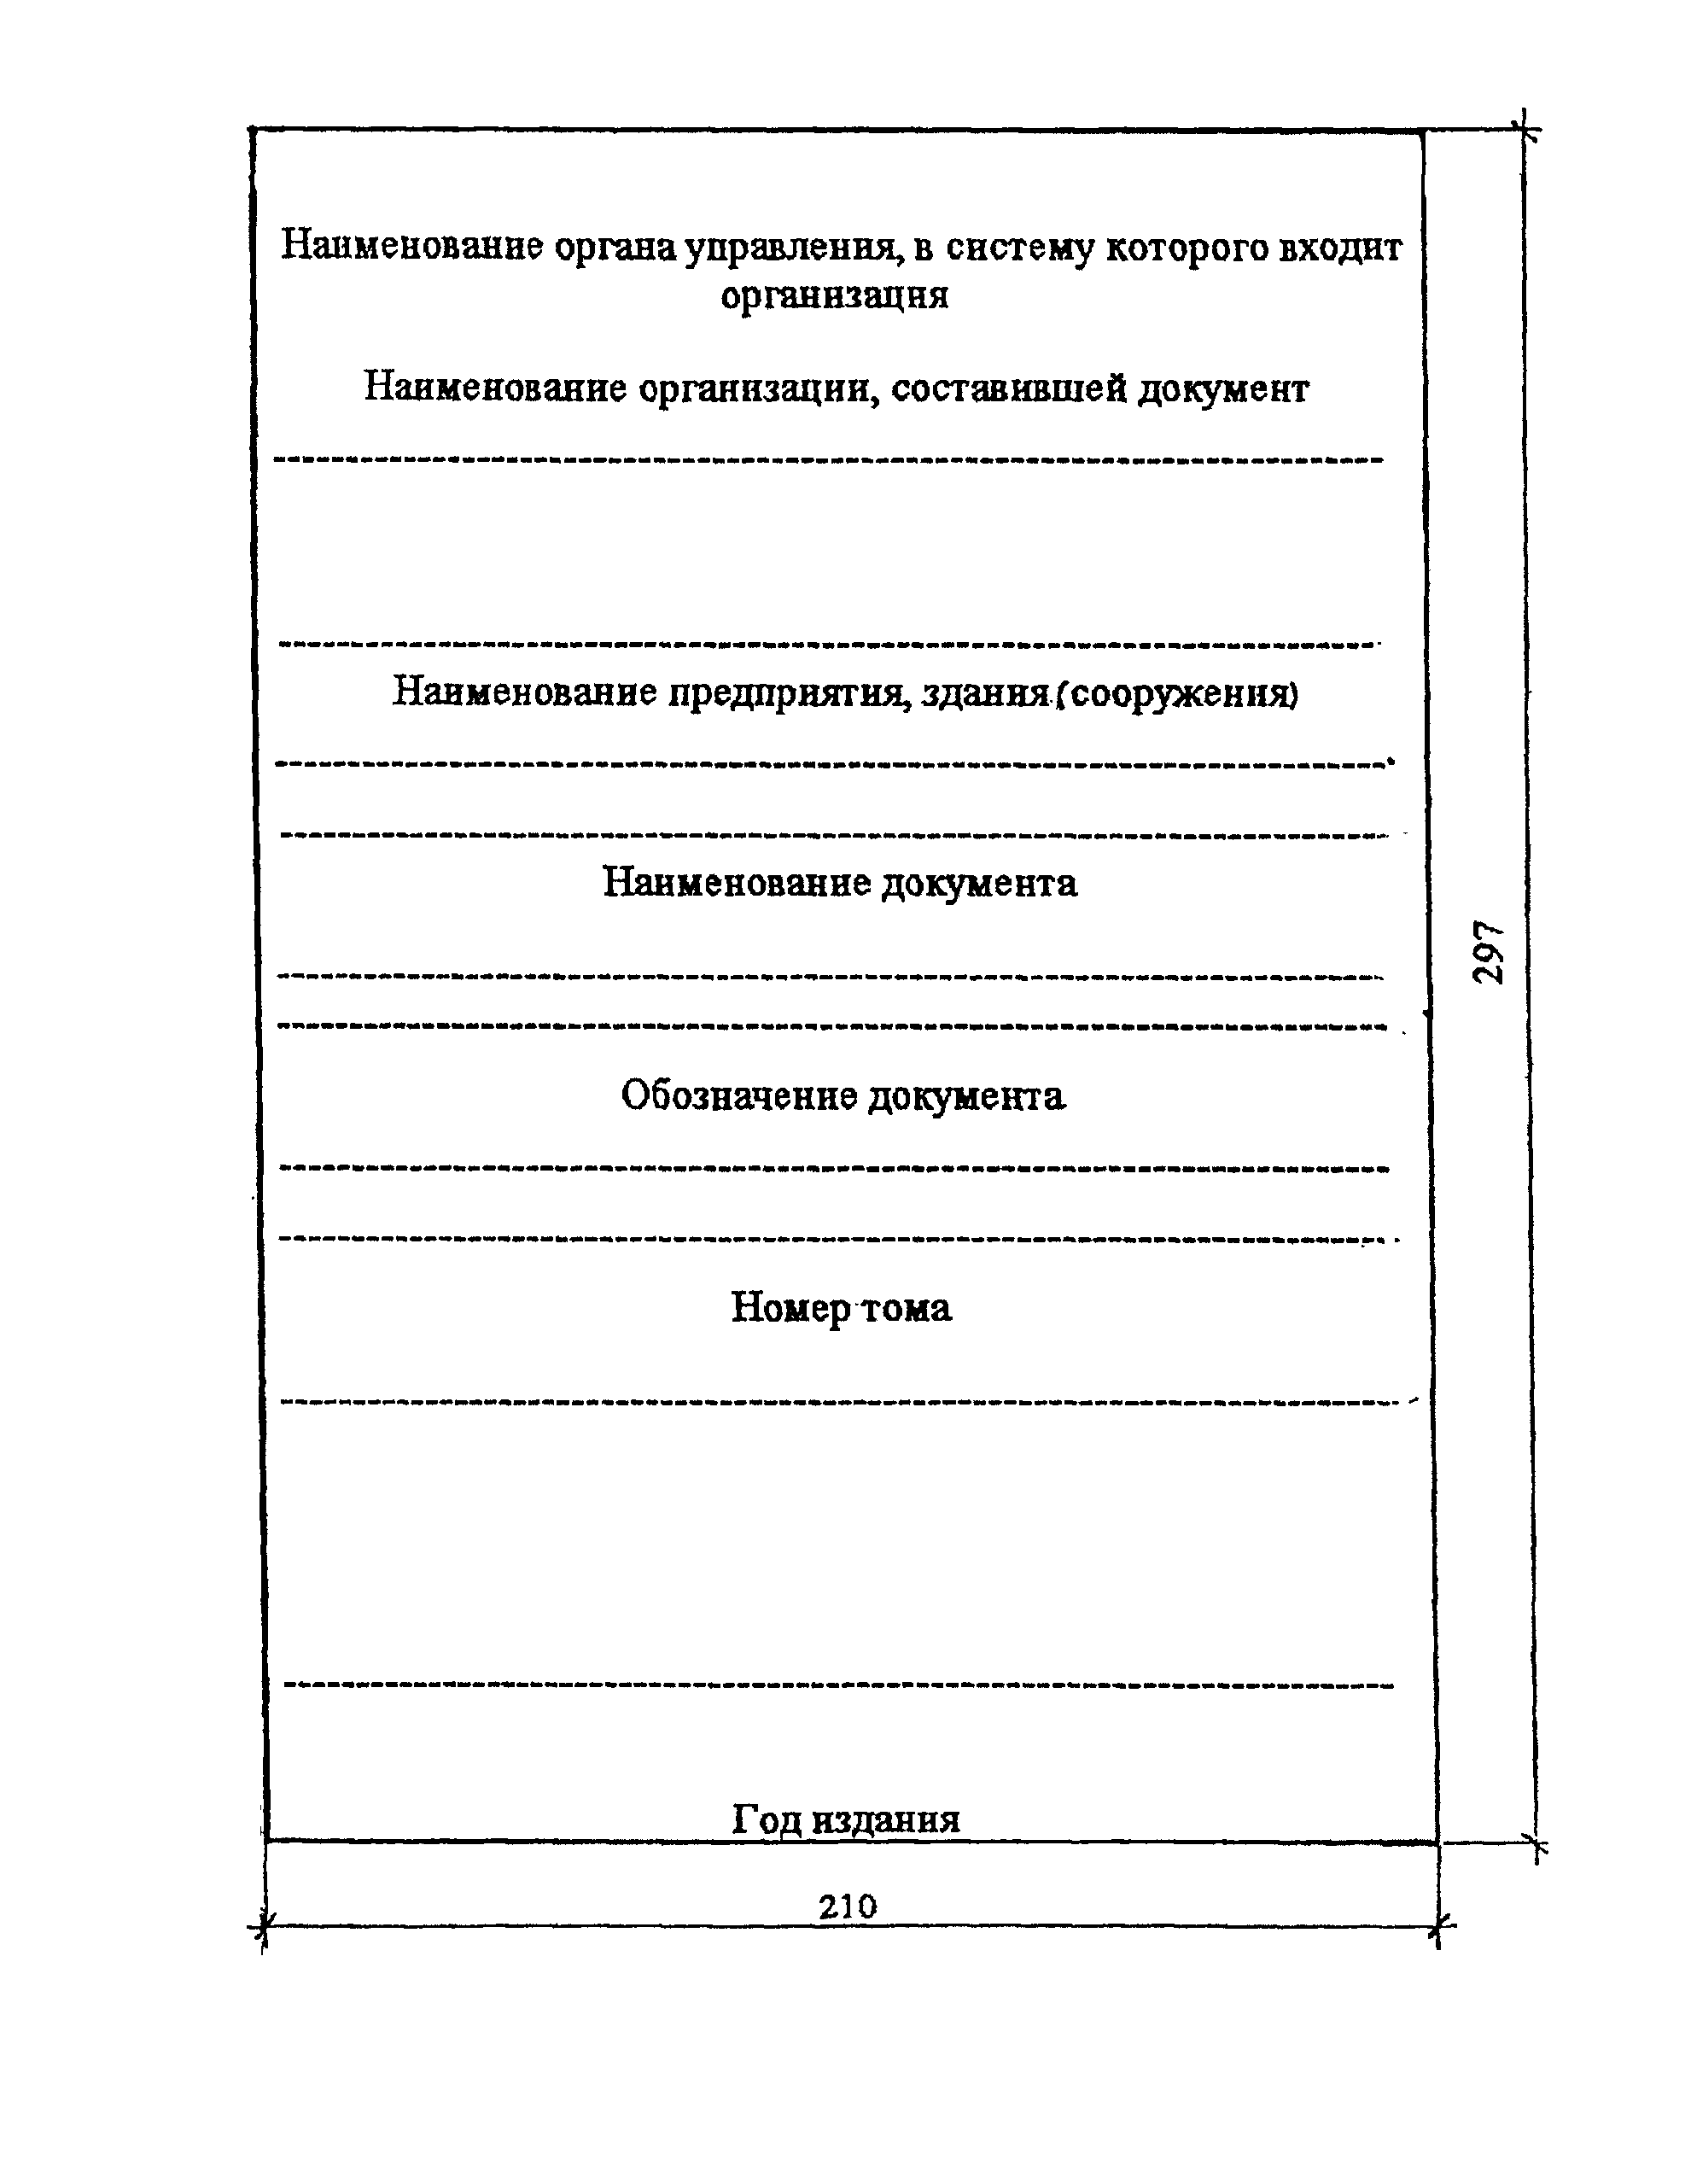 Наименование органа управления, в систему которого входит
организация
Наименование организации, составившей документ
Наименование предприятия, здания (сооружения)
Наименование документа
297
Обозначение документа
Номер тома
Год издания
210